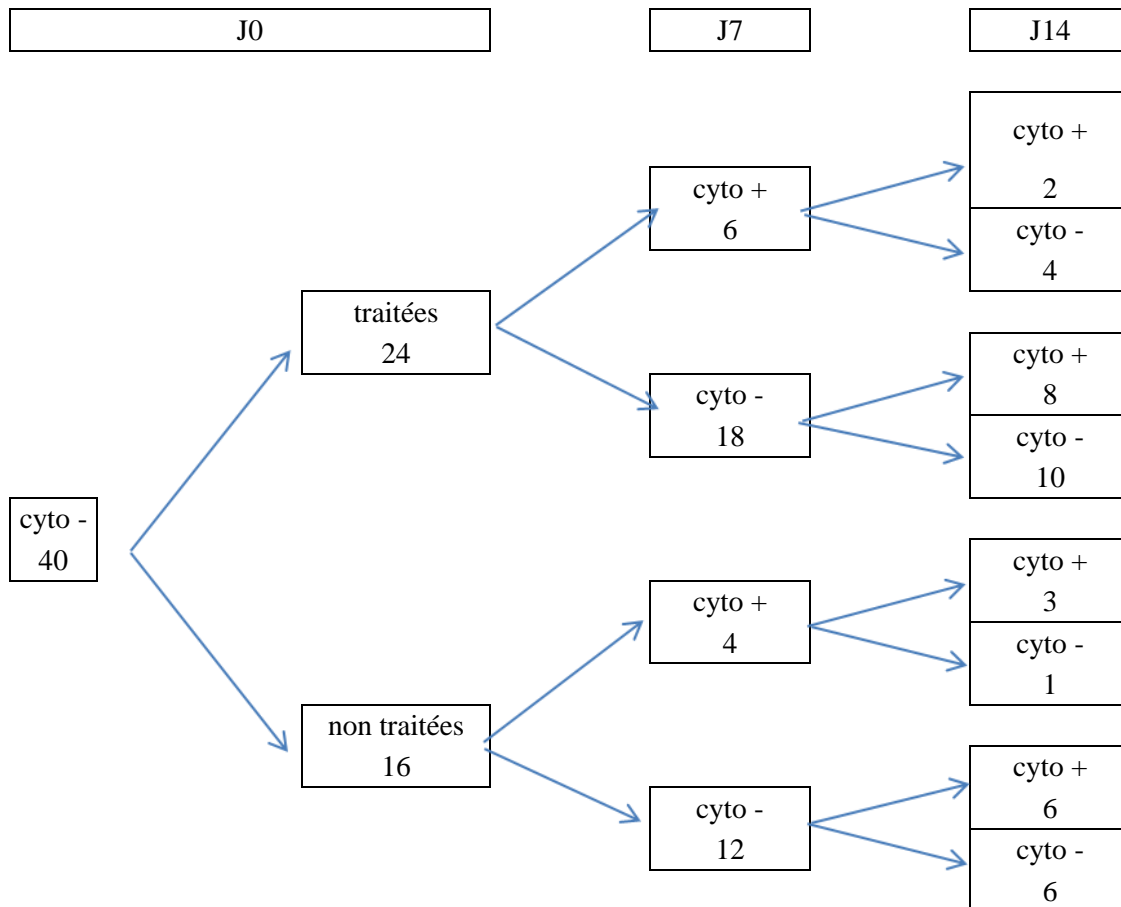 J0
J7
J14
cyto -
40
traitées
24
non traitées
16
cyto +
6
cyto -
18
cyto +
4
cyto -
12
cyto +
2
cyto -
4
cyto +
8
cyto -
10
cyto +
3
cyto -
1
cyto +
6
cyto -
6